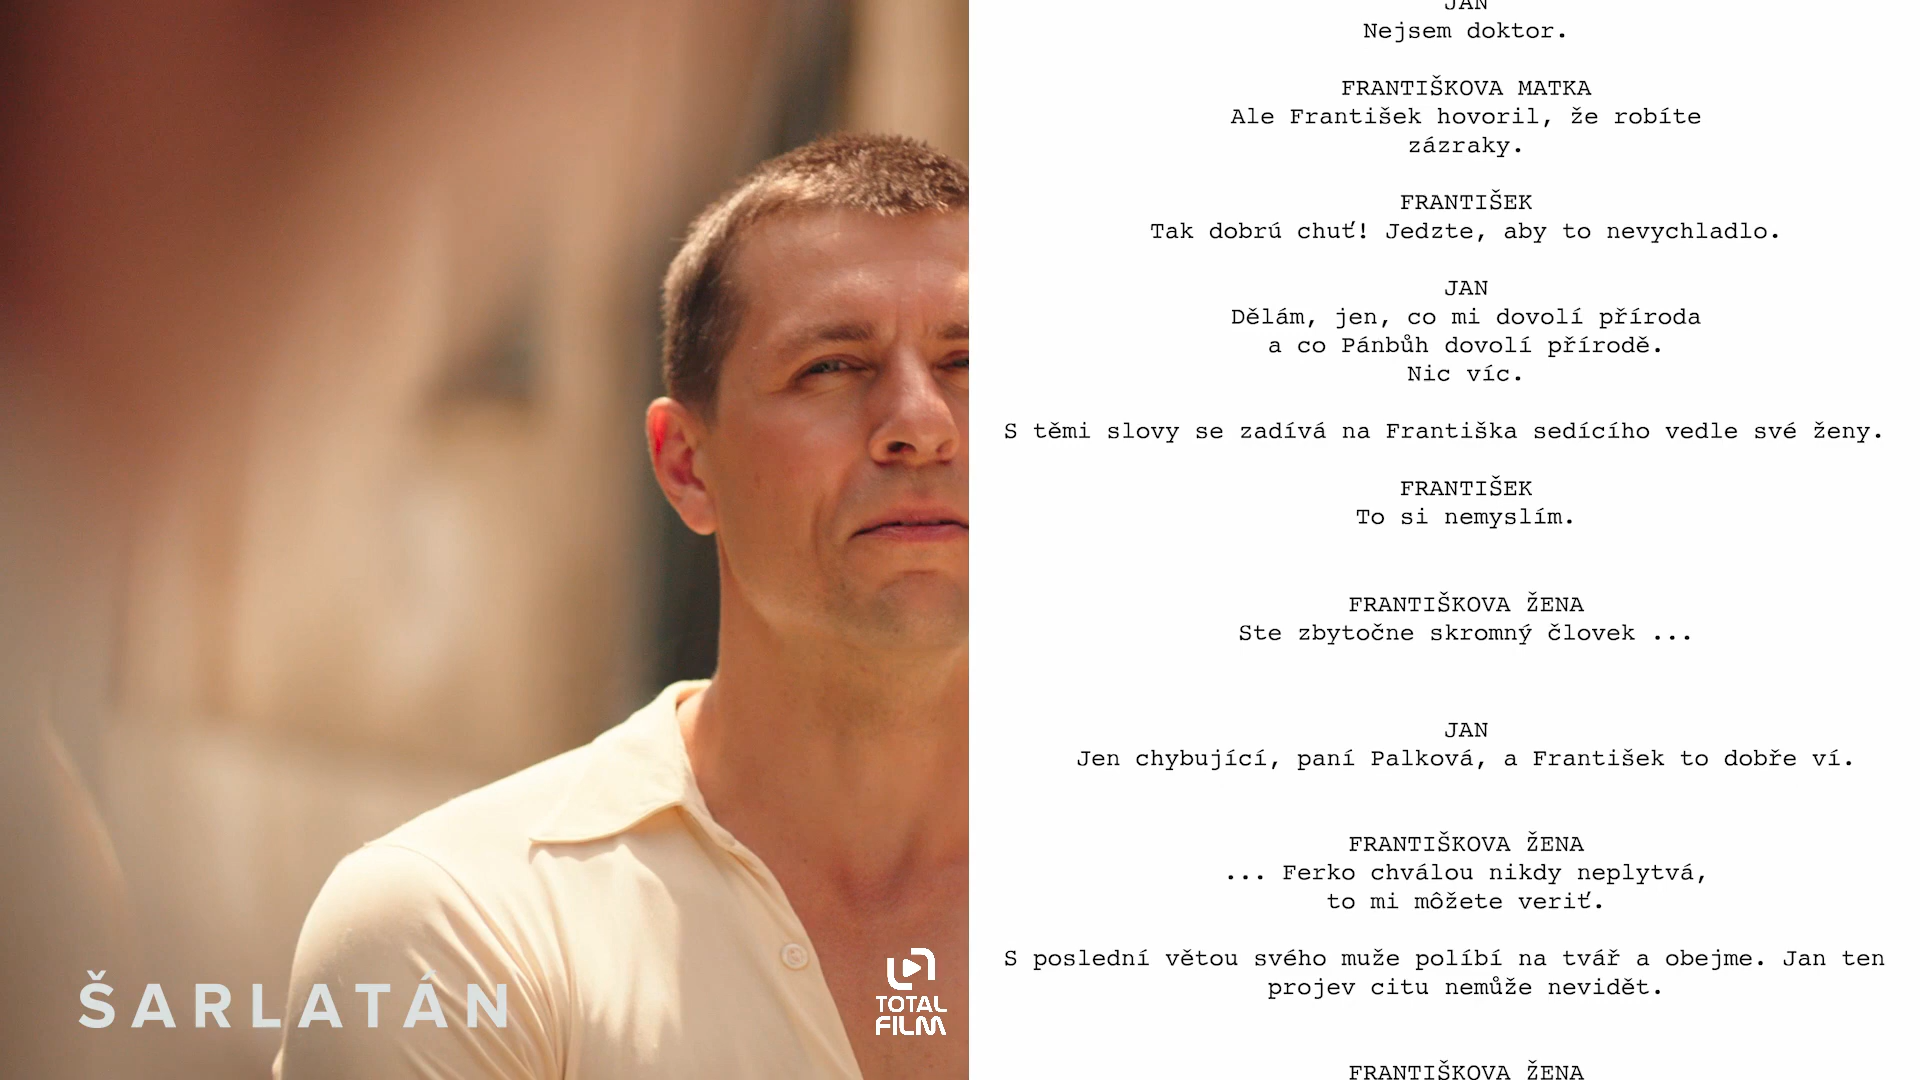 JAN
Nejsem doktor.
FRANTIŠKOVA MATKA
Ale František hovoril, že robíte
zázraky.
FRANTIŠEK
Tak dobrú chuť! Jedzte, aby to nevychladlo.
JAN
Dělám, jen, co mi dovolí příroda
a co Pánbůh dovolí přírodě.
Nic víc.
S těmi slovy se zadívá na Františka sedícího vedle své ženy.
FRANTIŠEK
To si nemyslím.
FRANTIŠKOVA ŽENA
Ste zbytočne skromný človek ...
JAN
Jen chybující, paní Palková, a František to dobře ví.
FRANTIŠKOVA ŽENA
... Ferko chválou nikdy neplytvá,
to mi môžete veriť.
S poslední větou svého muže políbí na tvář a obejme. Jan ten
projev citu nemůže nevidět.
FRANTIŠKOVA ŽENA
ŠARLATÁN
TOTAL
FILM